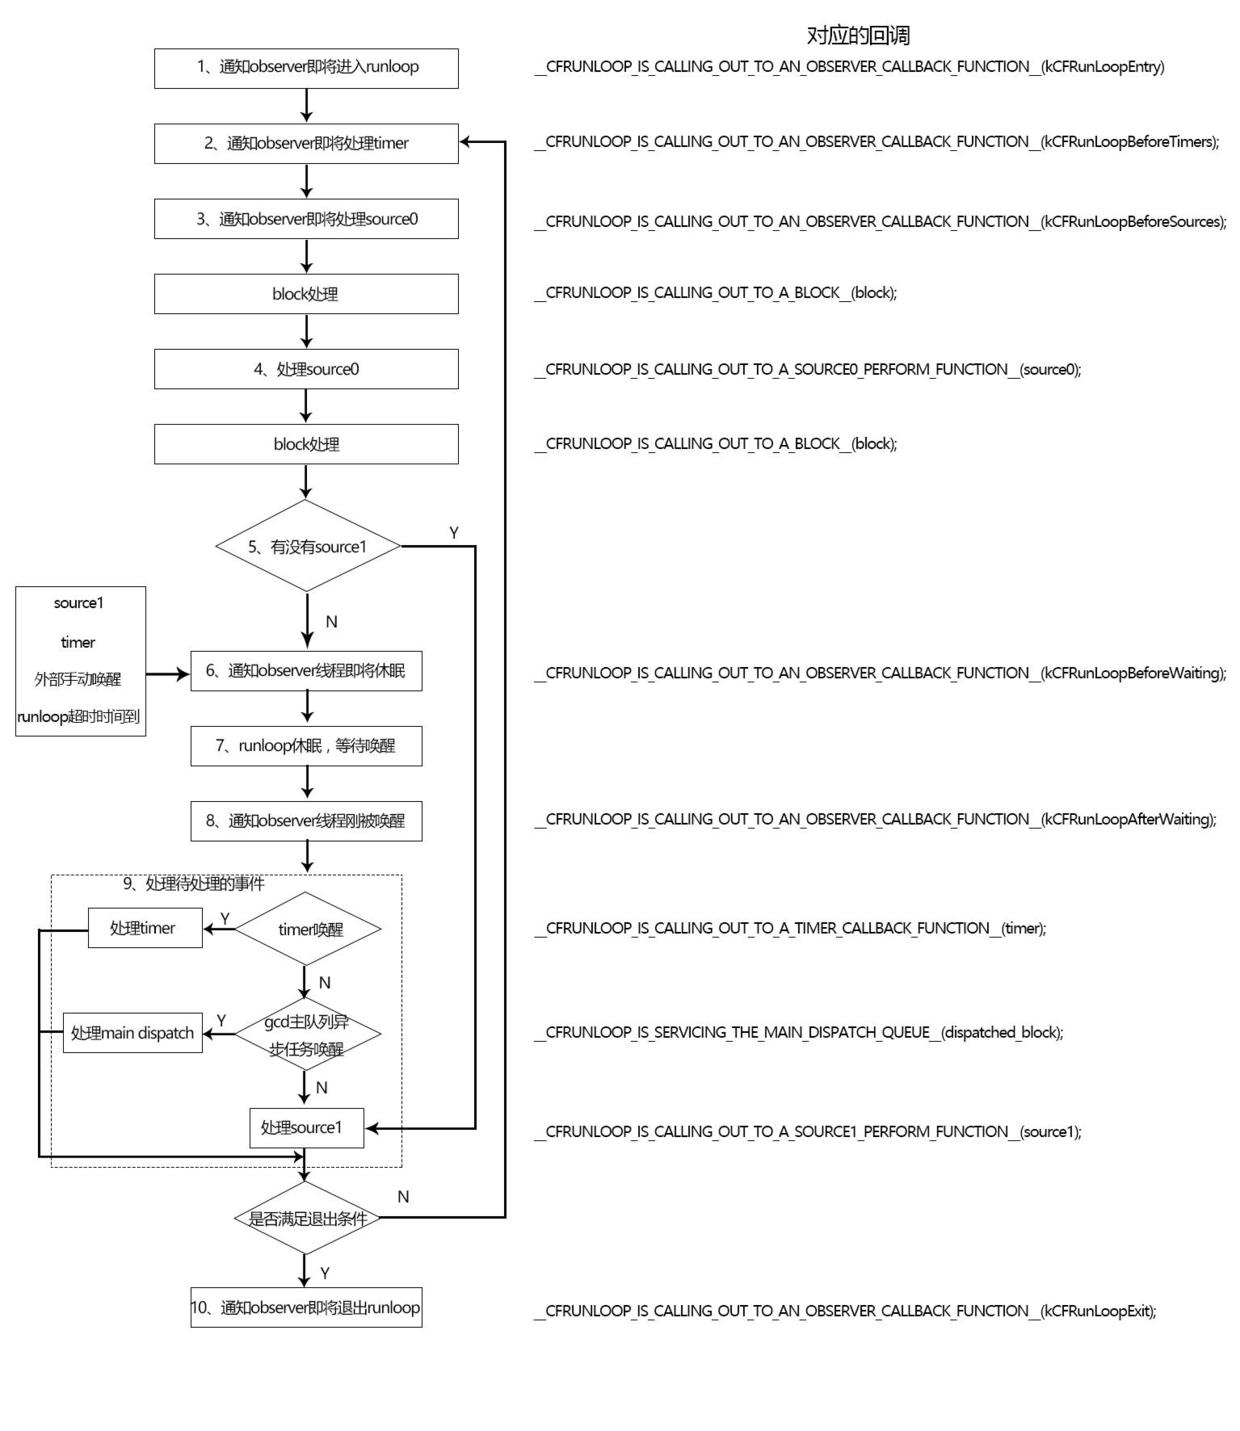 对应的回调
1、通知observer即将进入runloop
__CFRUNLOOP_IS_CALLING_OUT_TO_AN_OBSERVER_CALLBACK_FUNCTION__(kCFRunLoopEntry)
2、通知observer即将处理timer
__CFRUNLOOP_IS_CALLING_OUT_TO_AN_OBSERVER_CALLBACK_FUNCTION__(kCFRunLoopBeforeTimers);
3、通知observer即将处理source0
__CFRUNLOOP_IS_CALLING_OUT_TO_AN_OBSERVER_CALLBACK_FUNCTION__(kCFRunLoopBeforeSources);
block处理
__CFRUNLOOP_IS_CALLING_OUT_TO_A_BLOCK__(block);
4、处理source0
__CFRUNLOOP_IS_CALLING_OUT_TO_A_SOURCE0_PERFORM_FUNCTION__(source0);
block处理
__CFRUNLOOP_IS_CALLING_OUT_TO_A_BLOCK__(block);
5、有没有source1
Y
N
source1
timer
外部手动唤醒
runloop超时时间到
6、通知observer线程即将休眠
__CFRUNLOOP_IS_CALLING_OUT_TO_AN_OBSERVER_CALLBACK_FUNCTION__(kCFRunLoopBeforeWaiting);
7、runloop休眠，等待唤醒
8、通知observer线程刚被唤醒
__CFRUNLOOP_IS_CALLING_OUT_TO_AN_OBSERVER_CALLBACK_FUNCTION__(kCFRunLoopAfterWaiting);
9、处理待处理的事件
处理timer
Y
timer唤醒
__CFRUNLOOP_IS_CALLING_OUT_TO_A_TIMER_CALLBACK_FUNCTION__(timer);
N
处理main dispatch
Y
gcd主队列异
步任务唤醒
__CFRUNLOOP_IS_SERVICING_THE_MAIN_DISPATCH_QUEUE__(dispatched_block);
N
处理source1
__CFRUNLOOP_IS_CALLING_OUT_TO_A_SOURCE1_PERFORM_FUNCTION__(source1);
是否满足退出条件
N
Y
10、通知observer即将退出runloop
__CFRUNLOOP_IS_CALLING_OUT_TO_AN_OBSERVER_CALLBACK_FUNCTION__(kCFRunLoopExit);